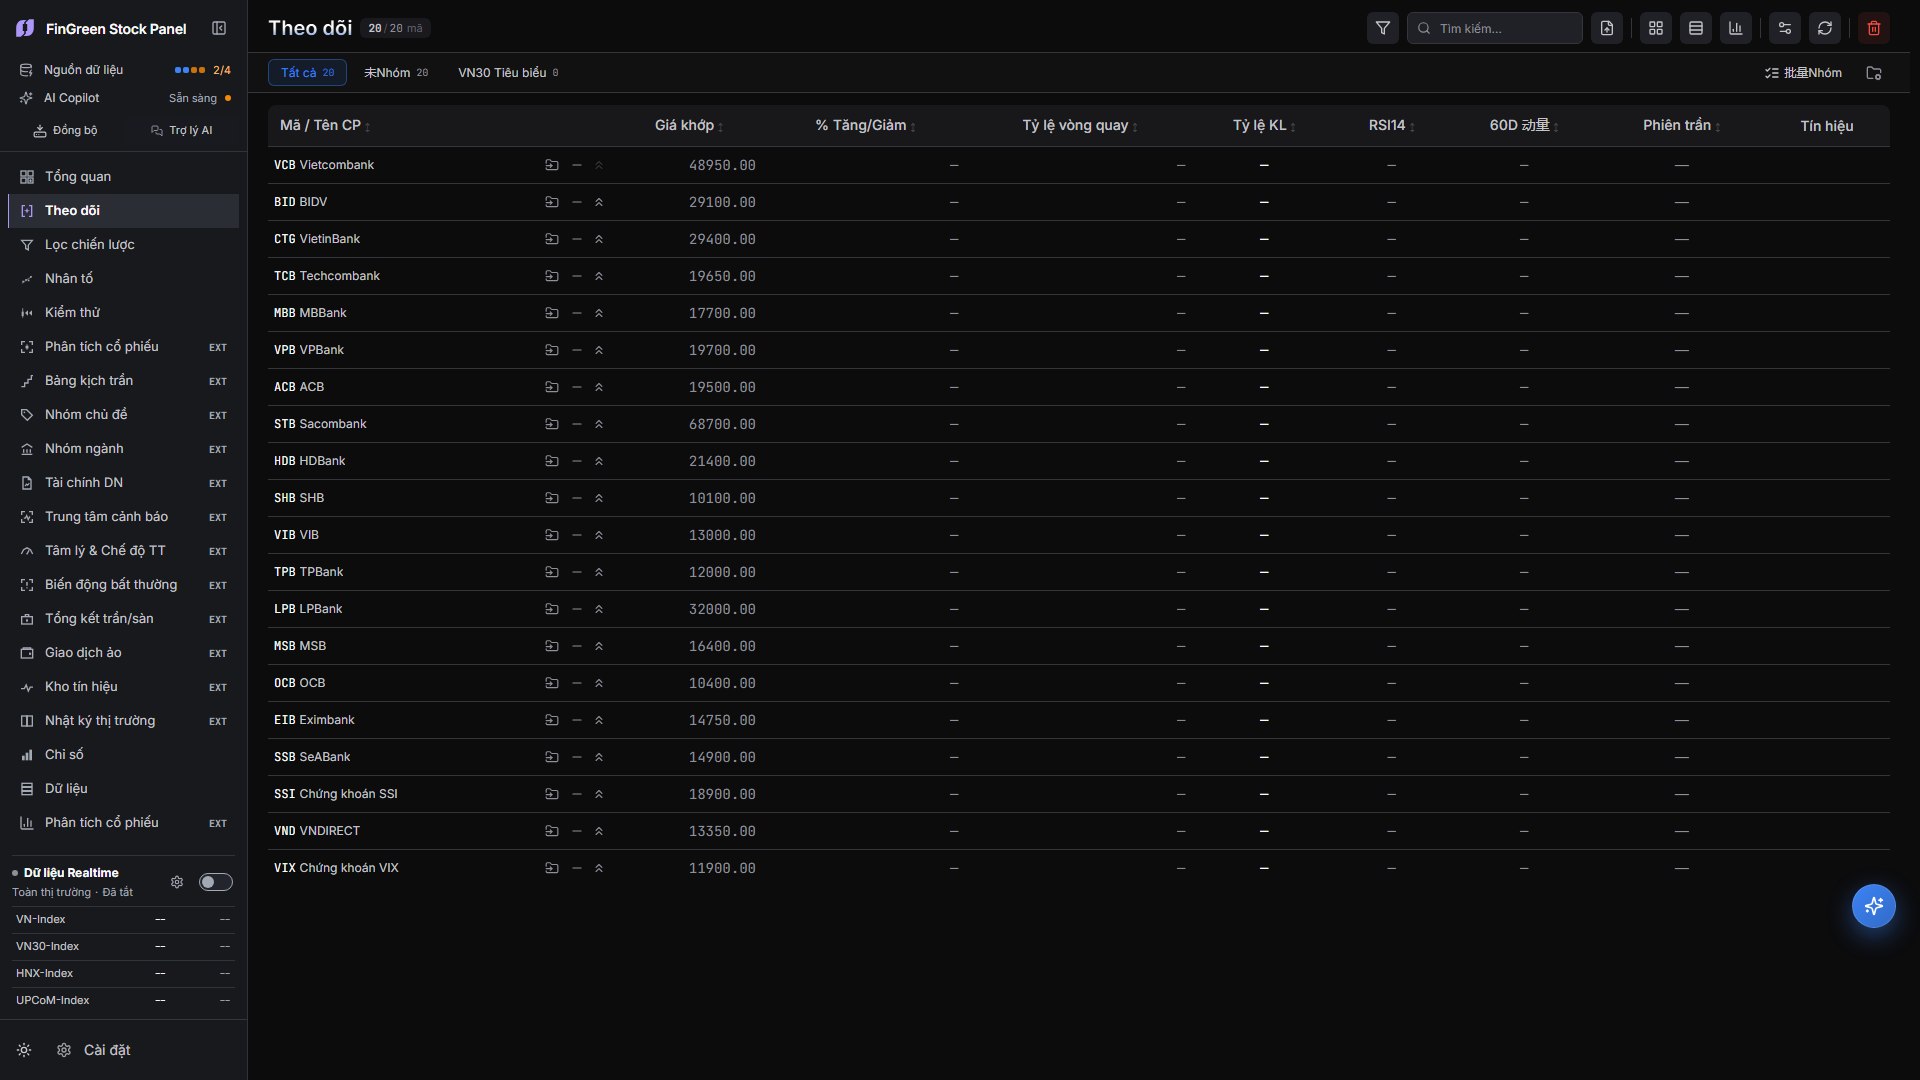 FinGreen Stock Panel
Nguồn dữ liệu 2/4
AI Copilot Sẵn sàng
Đồng bộ Trợ lý AI
Tổng quan
Theo dõi
Lọc chiến lược
Nhân tố
Kiểm thử
Phân tích cổ phiếu EXT
Bảng kịch trần EXT
Nhóm chủ đề EXT
Nhóm ngành EXT
Tài chính DN EXT
Trung tâm cảnh báo EXT
Tâm lý & Chế độ TT EXT
Biến động bất thường EXT
Tổng kết trần/sàn EXT
Giao dịch ảo EXT
Kho tín hiệu EXT
Nhật ký thị trường EXT
Chỉ số
Dữ liệu
Phân tích cổ phiếu EXT
Dữ liệu Realtime
Toàn thị trường · Đã tắt
VN-Index -- --
VN30-Index -- --
HNX-Index -- --
UPCoM-Index -- --
Cài đặt
Theo dõi 20/20 mã
Tìm kiếm...
Tất cả 20 未Nhóm 20 VN30 Tiêu biểu 0 批量Nhóm
Mã / Tên CP Giá khớp % Tăng/Giảm Tỷ lệ vòng quay Tỷ lệ KL RSI14 60D 动量 Phiên trần Tín hiệu
VCB Vietcombank 48950.00 — — — — — —
BID BIDV 29100.00 — — — — — —
CTG VietinBank 29400.00 — — — — — —
TCB Techcombank 19650.00 — — — — — —
MBB MBBank 17700.00 — — — — — —
VPB VPBank 19700.00 — — — — — —
ACB ACB 19500.00 — — — — — —
STB Sacombank 68700.00 — — — — — —
HDB HDBank 21400.00 — — — — — —
SHB SHB 10100.00 — — — — — —
VIB VIB 13000.00 — — — — — —
TPB TPBank 12000.00 — — — — — —
LPB LPBank 32000.00 — — — — — —
MSB MSB 16400.00 — — — — — —
OCB OCB 10400.00 — — — — — —
EIB Eximbank 14750.00 — — — — — —
SSB SeABank 14900.00 — — — — — —
SSI Chứng khoán SSI 18900.00 — — — — — —
VND VNDIRECT 13350.00 — — — — — —
VIX Chứng khoán VIX 11900.00 — — — — — —